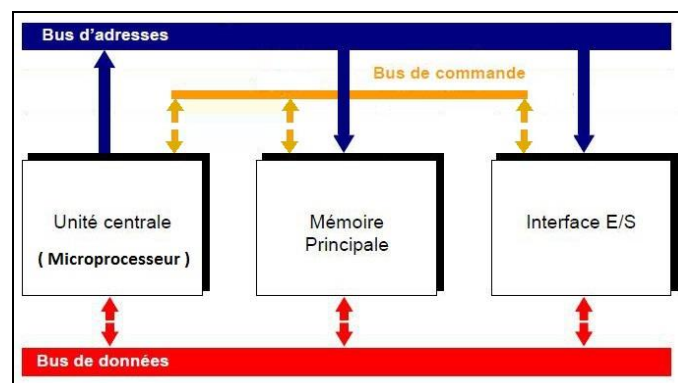 Bus d'adresses
Bus de commande
Unité centrale
( Microprocesseur )
Mémoire
Principale
Interface E/S
Bus de données